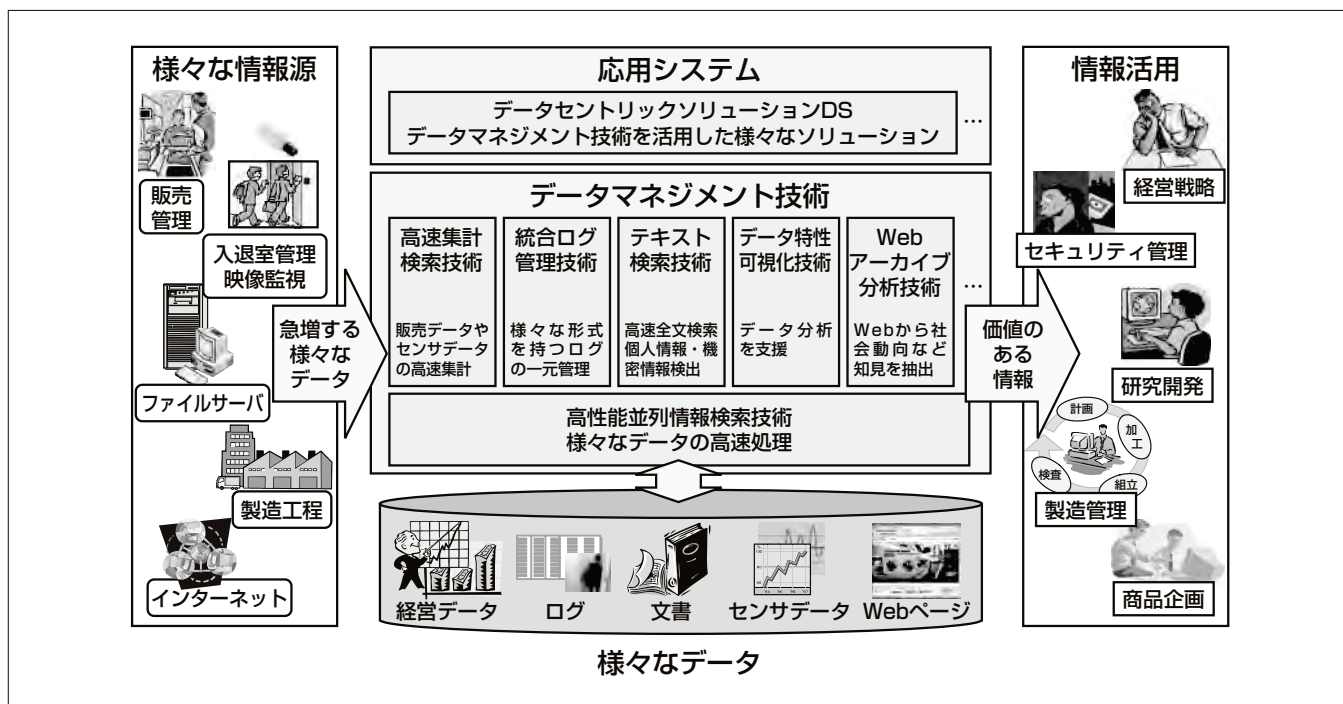 様々な情報源
販売
管理
入退室管理
映像監視
ファイルサーバ
製造工程
インターネット
急増する
様々な
データ
応用システム
データセントリックソリューションDS
データマネジメント技術を活用した様々なソリューション
…
データマネジメント技術
高速集計
検索技術
販売データや
センサデータ
の高速集計
統合ログ
管理技術
様々な形式
を持つログ
の一元管理
テキスト
検索技術
高速全文検索
個人情報・機
密情報検出
データ特性
可視化技術
データ分析
を支援
Web
アーカイブ
分析技術
Webから社
会動向など
知見を抽出
…
高性能並列情報検索技術
様々なデータの高速処理
経営データ
ログ
文書
センサデータ
Webページ
様々なデータ
価値の
ある
情報
情報活用
経営戦略
セキュリティ管理
研究開発
計画
加工
組立
検査
製造管理
商品企画